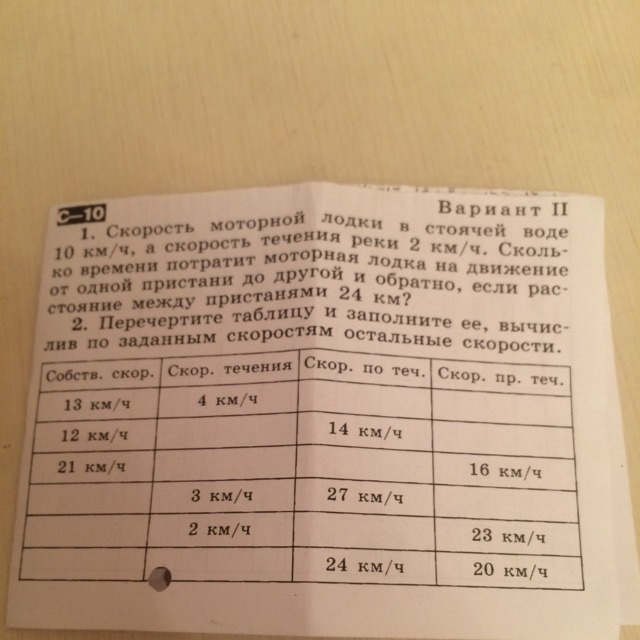 С—10
Вариант II
1. Скорость моторной лодки в стоячей воде
10 км/ч, а скорость течения реки 2 км/ч. Сколь-
ко времени потратит моторная лодка на движение
от одной пристани до другой и обратно, если рас-
стояние между пристанями 24 км?
2. Перечертите таблицу и заполните ее, вычис-
лив по заданным скоростям остальные скорости.
Собств. скор. Скор. течения Скор. по теч. Скор. пр. теч.
13 км/ч 4 км/ч
12 км/ч 14 км/ч
21 км/ч 16 км/ч
3 км/ч 27 км/ч
2 км/ч 23 км/ч
24 км/ч 20 км/ч